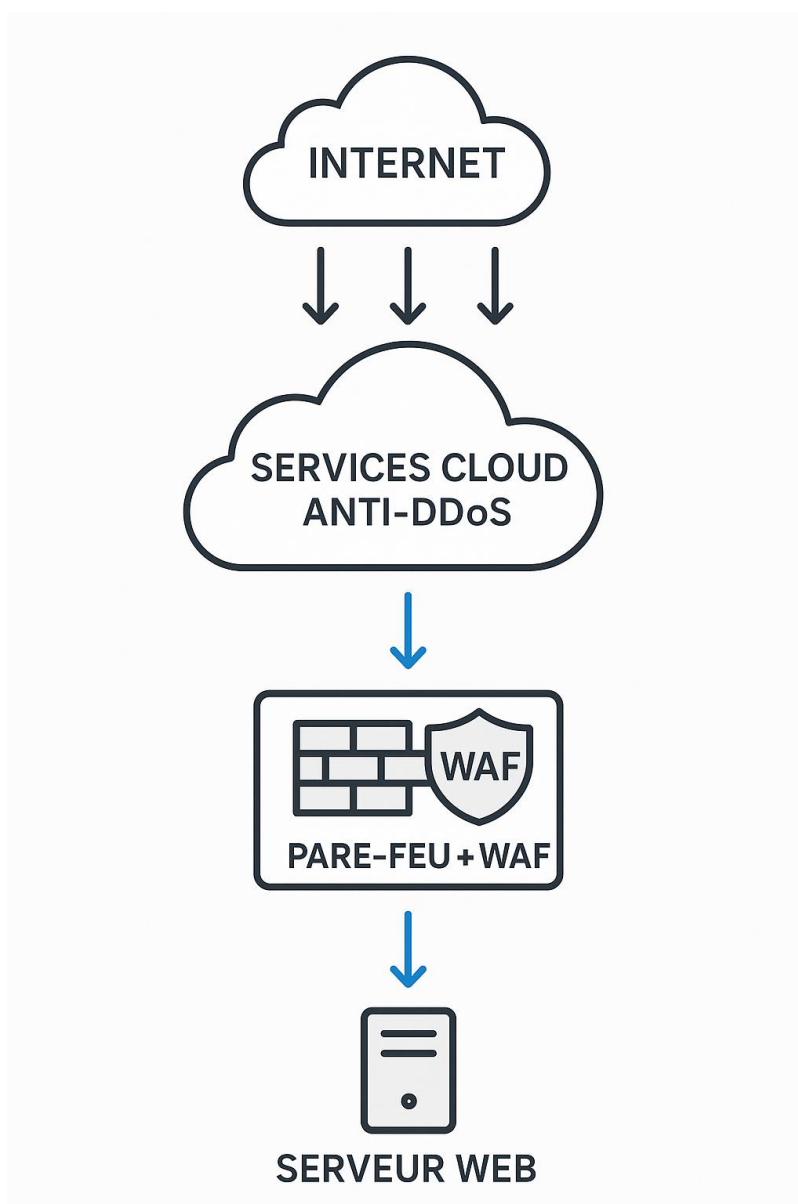 INTERNET
SERVICES CLOUD
ANTI-DDoS
WAF
PARE-FEU + WAF
SERVEUR WEB